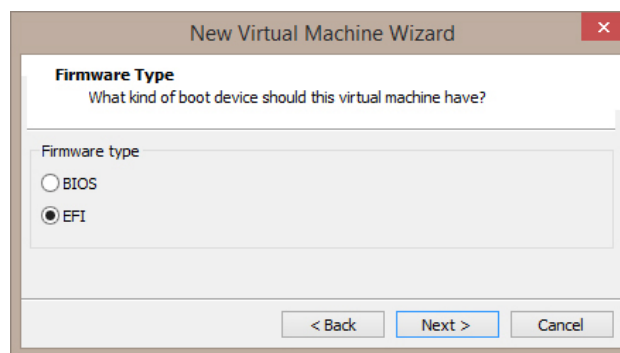 New Virtual Machine Wizard
Firmware Type
What kind of boot device should this virtual machine have?
Firmware type
BIOS
EFI
< Back Next > Cancel